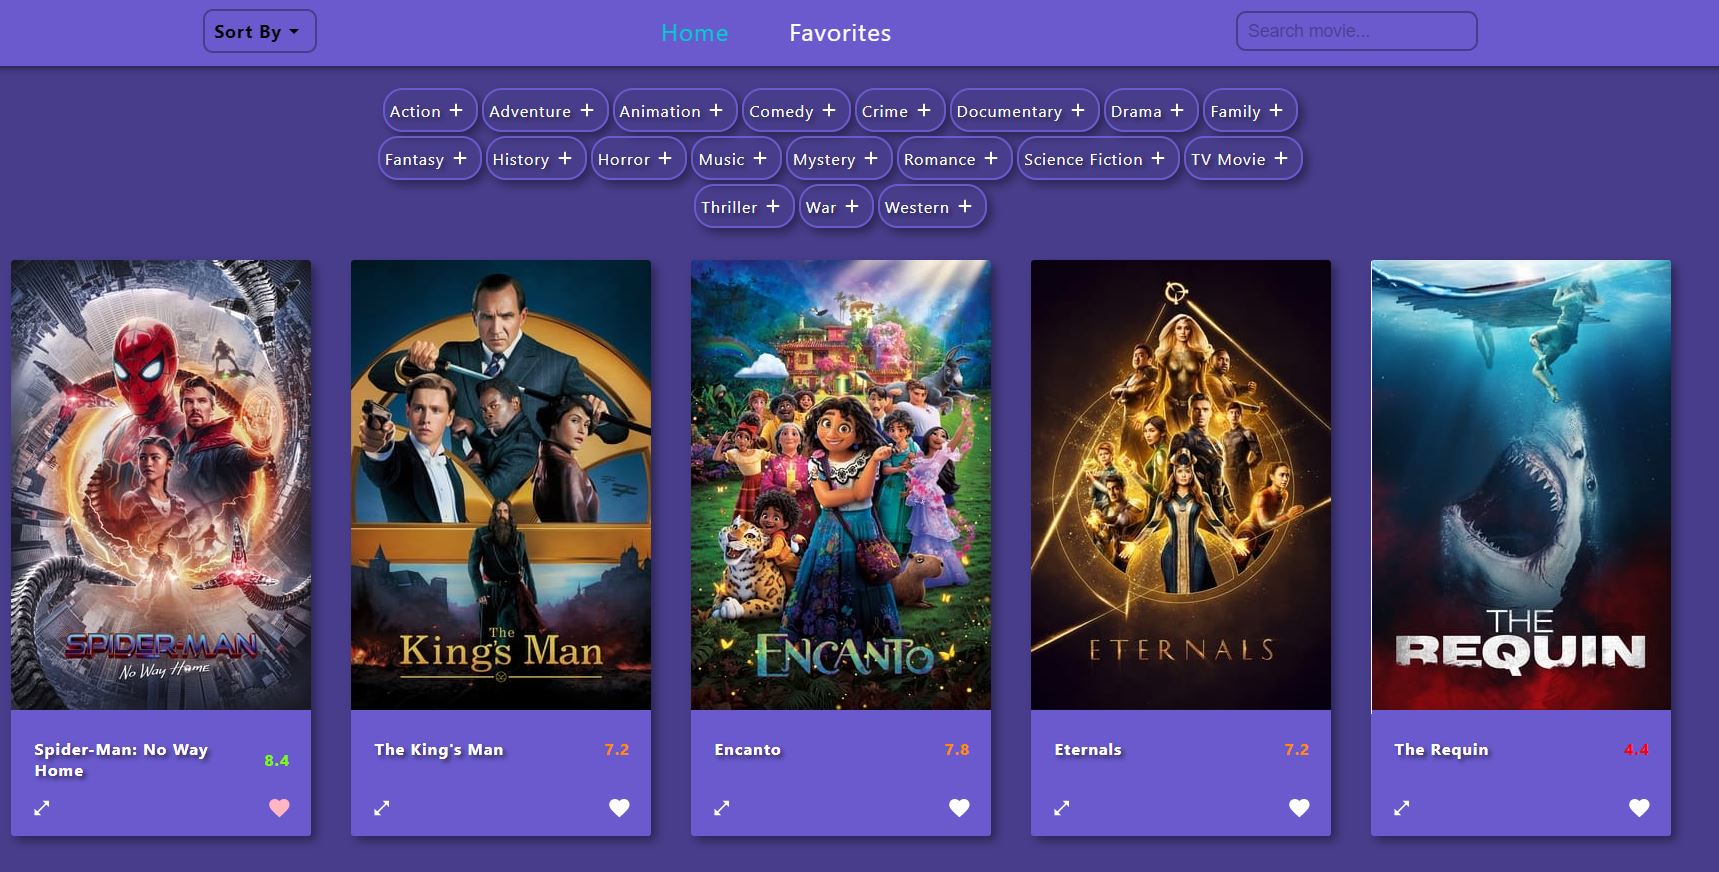 Sort By
Home
Favorites
Search movie...
Action + Adventure + Animation + Comedy + Crime + Documentary + Drama + Family +
Fantasy + History + Horror + Music + Mystery + Romance + Science Fiction + TV Movie +
Thriller + War + Western +
SPIDER-MAN
No Way Home
The
King's Man
ENCANTO
ETERNALS
THE
REQUIN
Spider-Man: No Way
Home
8.4
The King's Man 7.2
Encanto 7.8
Eternals 7.2
The Requin 4.4